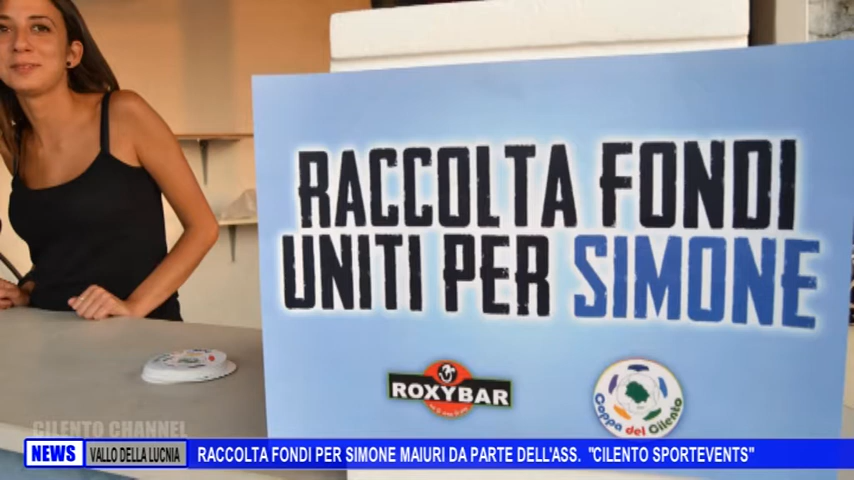 RACCOLTA FONDI
UNITI PER SIMONE
ROXYBAR
Coppa del Cilento
CILENTO CHANNEL
NEWS VALLO DELLA LUCNIA RACCOLTA FONDI PER SIMONE MAIURI DA PARTE DELL'ASS. "CILENTO SPORTEVENTS"